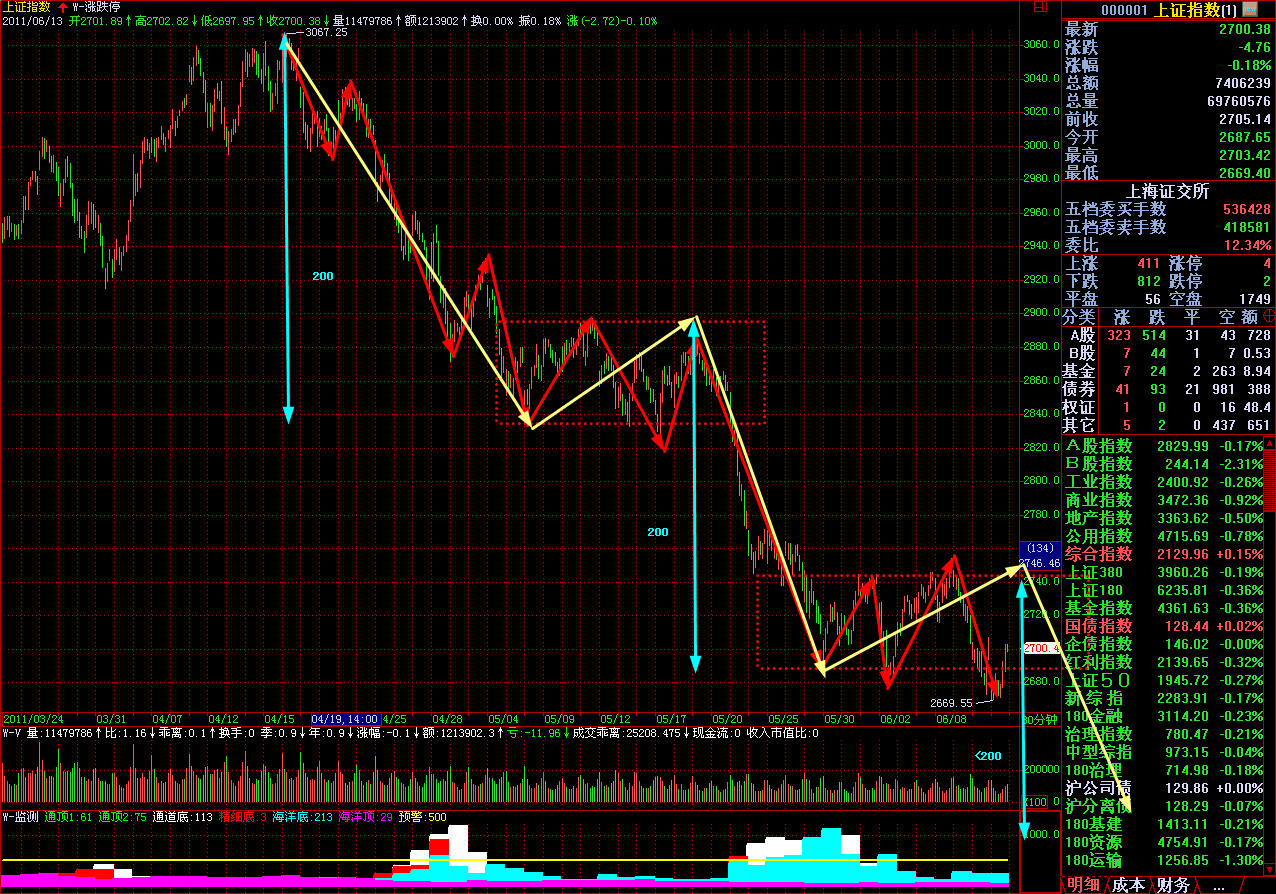 上证指数 W-涨跌停
2011/06/13 开2701.89↑高2702.82↓低2697.95↑收2700.38↓量11479786↑额1213902↑换0.00% 振0.18% 涨(-2.72)-0.10%
3067.25
3060.0
3040.0
3020.0
3000.0
2980.0
2960.0
2940.0
2920.0
2900.0
2880.0
2860.0
2840.0
2820.0
2800.0
2780.0
(134)
2746.46
2740.0
2700.4
2680.0
200
200
2669.55
2011/03/24 03/31 04/07 04/12 04/15 04/19,14:00 4/25 04/28 05/04 05/09 05/12 05/17 05/20 05/25 05/30 06/02 06/08 30分钟
W-V 量:11479786↑比:1.16↓乖离:0.1↑换手:0 季:0.9↓年:0.9↓涨幅:-0.1↓额:1213902.3↑亏:-11.96↓成交乖离:25208.475↓现金流:0 收入市值比:0
<200
200000
X100
W-监测 通顶1:61 通顶2:75 通道底:113 精细底:3 海洋底:213 海洋顶:29 预警:500
000001 上证指数(1)
最新 2700.38
涨跌 -4.76
涨幅 -0.18%
总额 7406239
总量 69760576
前收 2705.14
今开 2687.65
最高 2703.42
最低 2669.40
上海证交所
五档委买手数 536428
五档委卖手数 418581
委比 12.34%
上涨 411 涨停 4
下跌 812 跌停 2
平盘 56 空盘 1749
分类 涨 跌 平 空 额
A股 323 514 31 43 728
B股 7 44 1 7 0.53
基金 7 24 2 263 8.94
债券 41 93 21 981 388
权证 1 0 0 16 48.4
其它 5 2 0 437 651
A股指数 2829.99 -0.17%
B股指数 244.14 -2.31%
工业指数 2400.92 -0.26%
商业指数 3472.36 -0.92%
地产指数 3363.62 -0.50%
公用指数 4715.69 -0.78%
综合指数 2129.96 +0.15%
上证380 3960.26 -0.19%
上证180 6235.81 -0.36%
基金指数 4361.63 -0.36%
国债指数 128.44 +0.02%
企债指数 146.02 -0.00%
红利指数 2139.65 -0.32%
上证50 1945.72 -0.27%
新综指 2283.91 -0.17%
180金融 3114.20 -0.23%
治理指数 780.47 -0.21%
中型综指 973.15 -0.04%
180治理 714.98 -0.18%
沪公司债 129.86 +0.00%
沪分离债 128.29 -0.07%
180基建 1413.11 -0.21%
180资源 4754.91 -0.17%
180运输 1256.85 -1.30%
明细 成本 财务 ...